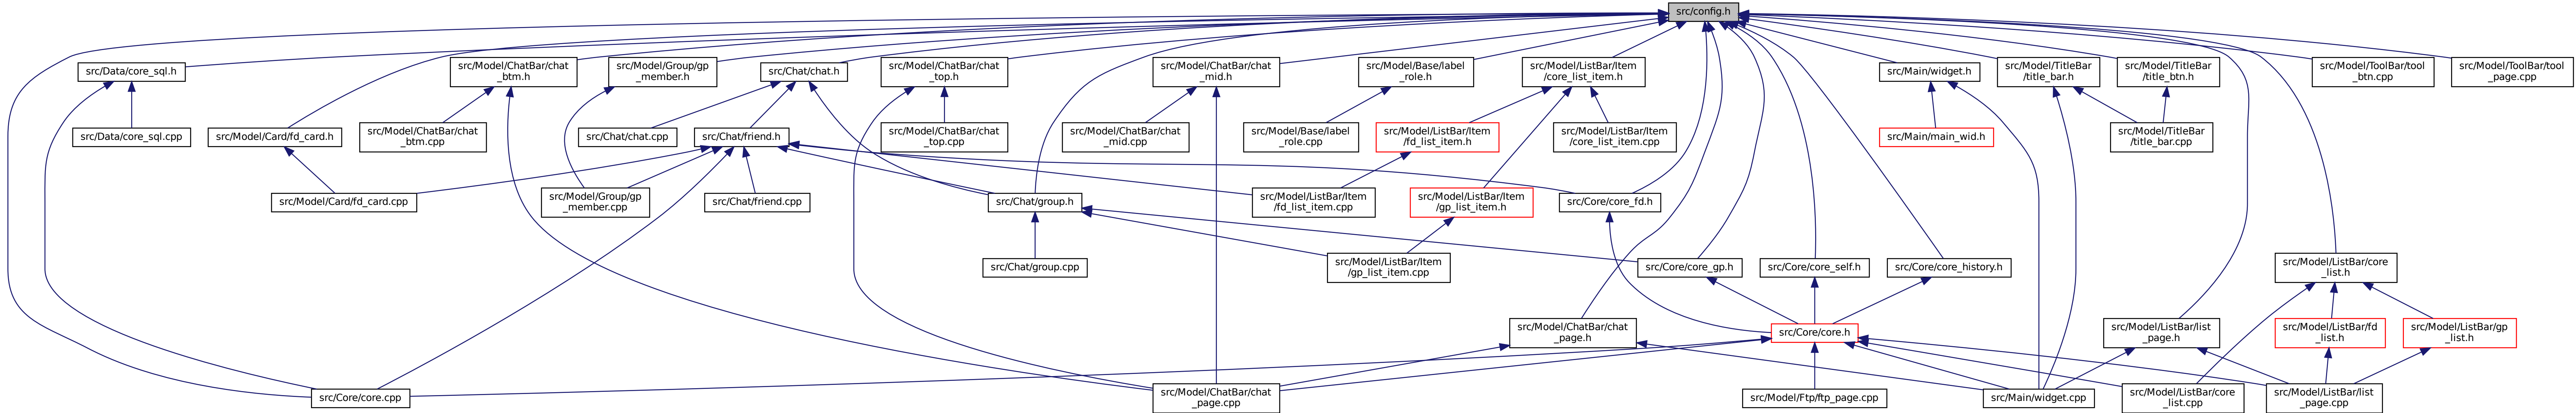 src/config.h
src/Data/core_sql.h
src/Model/ChatBar/chat
_btm.h
src/Model/Group/gp
_member.h
src/Chat/chat.h
src/Model/ChatBar/chat
_top.h
src/Model/ChatBar/chat
_mid.h
src/Model/Base/label
_role.h
src/Model/ListBar/Item
/core_list_item.h
src/Main/widget.h
src/Model/TitleBar
/title_bar.h
src/Model/TitleBar
/title_btn.h
src/Model/ToolBar/tool
_btn.cpp
src/Model/ToolBar/tool
_page.cpp
src/Data/core_sql.cpp
src/Model/Card/fd_card.h
src/Model/ChatBar/chat
_btm.cpp
src/Chat/chat.cpp
src/Chat/friend.h
src/Model/ChatBar/chat
_top.cpp
src/Model/ChatBar/chat
_mid.cpp
src/Model/Base/label
_role.cpp
src/Model/ListBar/Item
/fd_list_item.h
src/Model/ListBar/Item
/core_list_item.cpp
src/Main/main_wid.h
src/Model/TitleBar
/title_bar.cpp
src/Model/Card/fd_card.cpp
src/Model/Group/gp
_member.cpp
src/Chat/friend.cpp
src/Chat/group.h
src/Model/ListBar/Item
/fd_list_item.cpp
src/Model/ListBar/Item
/gp_list_item.h
src/Core/core_fd.h
src/Chat/group.cpp
src/Model/ListBar/Item
/gp_list_item.cpp
src/Core/core_gp.h
src/Core/core_self.h
src/Core/core_history.h
src/Model/ListBar/core
_list.h
src/Model/ChatBar/chat
_page.h
src/Core/core.h
src/Model/ListBar/list
_page.h
src/Model/ListBar/fd
_list.h
src/Model/ListBar/gp
_list.h
src/Core/core.cpp
src/Model/ChatBar/chat
_page.cpp
src/Model/Ftp/ftp_page.cpp
src/Main/widget.cpp
src/Model/ListBar/core
_list.cpp
src/Model/ListBar/list
_page.cpp